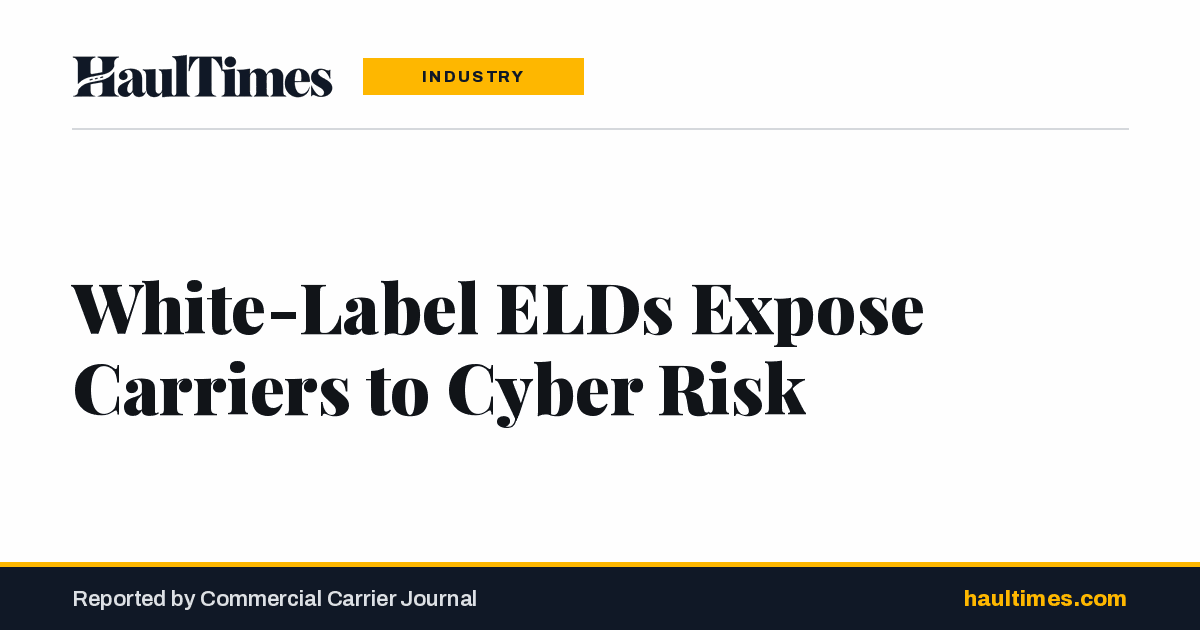 HaulTimes
INDUSTRY
White-Label ELDs Expose
Carriers to Cyber Risk
Reported by Commercial Carrier Journal
haultimes.com